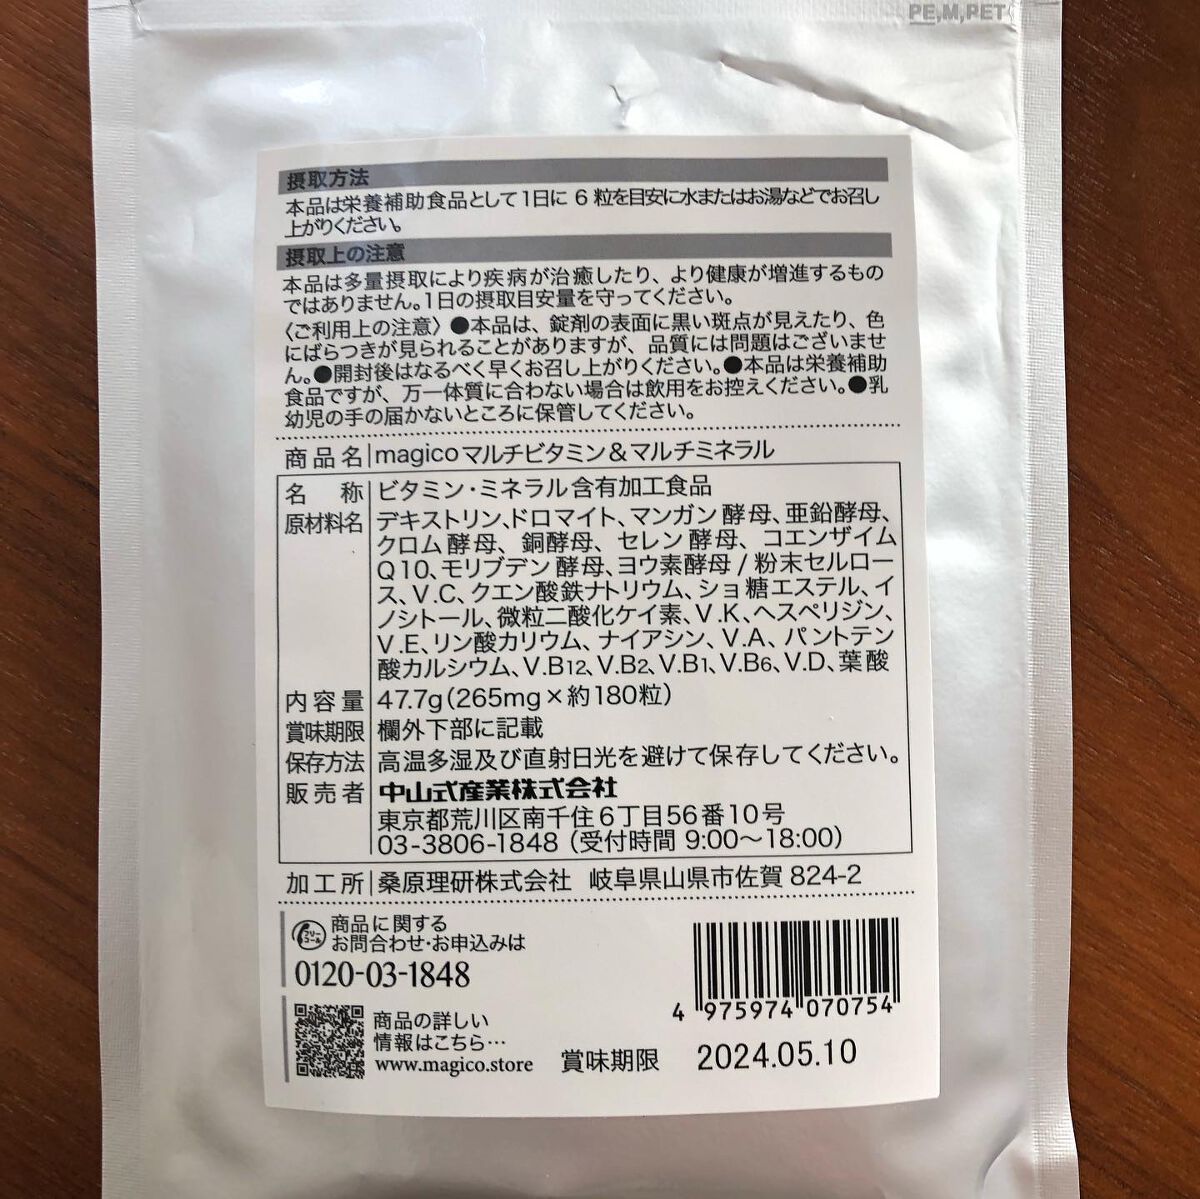 PE,M,PET
摂取方法
本品は栄養補助食品として1日に 6 粒を目安に水またはお湯などでお召し
上がりください。
摂取上の注意
本品は多量摂取により疾病が治癒したり、より健康が増進するもの
ではありません。1日の摂取目安量を守ってください。
〈ご利用上の注意〉●本品は、錠剤の表面に黒い斑点が見えたり、色
にばらつきが見られることがありますが、品質には問題はございませ
ん。●開封後はなるべく早くお召し上がりください。●本品は栄養補助
食品ですが、万一体質に合わない場合は飲用をお控えください。●乳
幼児の手の届かないところに保管してください。
商品名 magicoマルチビタミン&マルチミネラル
名 称 ビタミン・ミネラル含有加工食品
原材料名 デキストリン、ドロマイト、マンガン酵母、亜鉛酵母、
クロム酵母、銅酵母、セレン酵母、コエンザイム
Q10、モリブデン酵母、ヨウ素酵母/粉末セルロー
ス、V.C、クエン酸鉄ナトリウム、ショ糖エステル、イ
ノシトール、微粒二酸化ケイ素、V.K、ヘスペリジン、
V.E、リン酸カリウム、ナイアシン、V.A、パントテン
酸カルシウム、V.B12、V.B2、V.B1、V.B6、V.D、葉酸
内容量 47.7g(265mg×約180粒)
賞味期限 欄外下部に記載
保存方法 高温多湿及び直射日光を避けて保存してください。
販売者 中山式産業株式会社
東京都荒川区南千住6丁目56番10号
03-3806-1848 (受付時間 9:00～18:00)
加工所 桑原理研株式会社 岐阜県山県市佐賀 824-2
フリーコール
商品に関する
お問合わせ・お申込みは
0120-03-1848
商品の詳しい
情報はこちら…
www.magico.store
4 975974 070754
賞味期限 2024.05.10